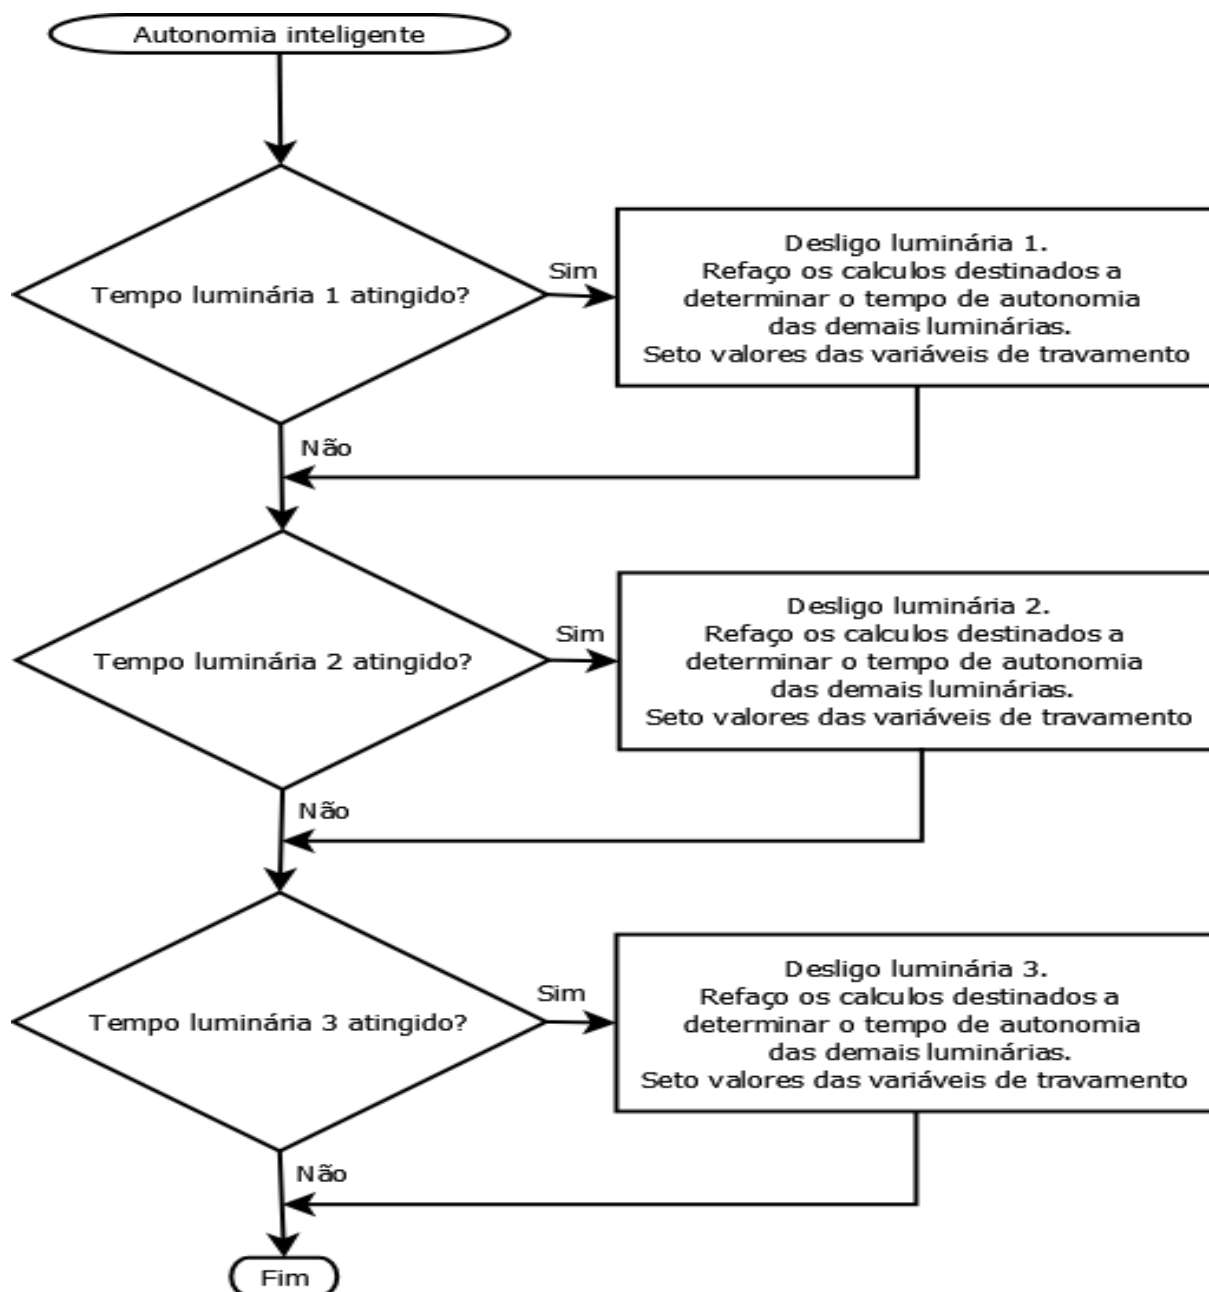 Autonomia inteligente
Tempo luminária 1 atingido?
Sim
Desligo luminária 1.
Refaço os calculos destinados a
determinar o tempo de autonomia
das demais luminárias.
Seto valores das variáveis de travamento
Não
Tempo luminária 2 atingido?
Sim
Desligo luminária 2.
Refaço os calculos destinados a
determinar o tempo de autonomia
das demais luminárias.
Seto valores das variáveis de travamento
Não
Tempo luminária 3 atingido?
Sim
Desligo luminária 3.
Refaço os calculos destinados a
determinar o tempo de autonomia
das demais luminárias.
Seto valores das variáveis de travamento
Não
Fim